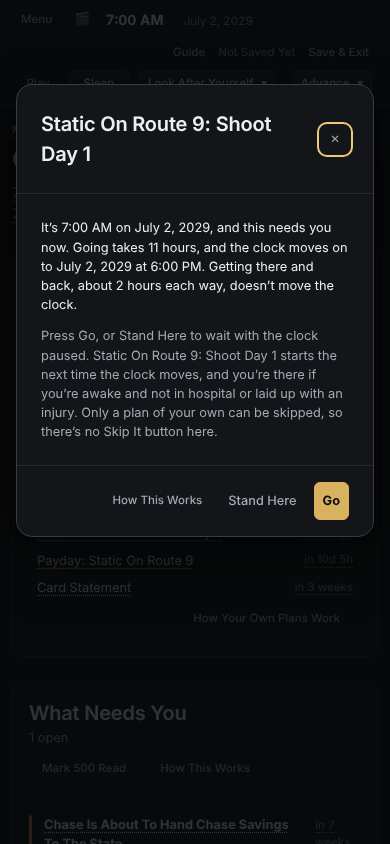 Menu 7:00 AM July 2, 2029
Guide Not Saved Yet Save & Exit
Play Sleep Look After Yourself Advance
Static On Route 9: Shoot
Day 1
×
It's 7:00 AM on July 2, 2029, and this needs you
now. Going takes 11 hours, and the clock moves on
to July 2, 2029 at 6:00 PM. Getting there and
back, about 2 hours each way, doesn't move the
clock.
Press Go, or Stand Here to wait with the clock
paused. Static On Route 9: Shoot Day 1 starts the
next time the clock moves, and you're there if
you're awake and not in hospital or laid up with an
injury. Only a plan of your own can be skipped, so
there's no Skip It button here.
How This Works Stand Here Go
Payday: Static On Route 9 in 10d 5h
Card Statement in 3 weeks
How Your Own Plans Work
What Needs You
1 open
Mark 500 Read How This Works
Chase Is About To Hand Chase Savings in 7
To The State weeks